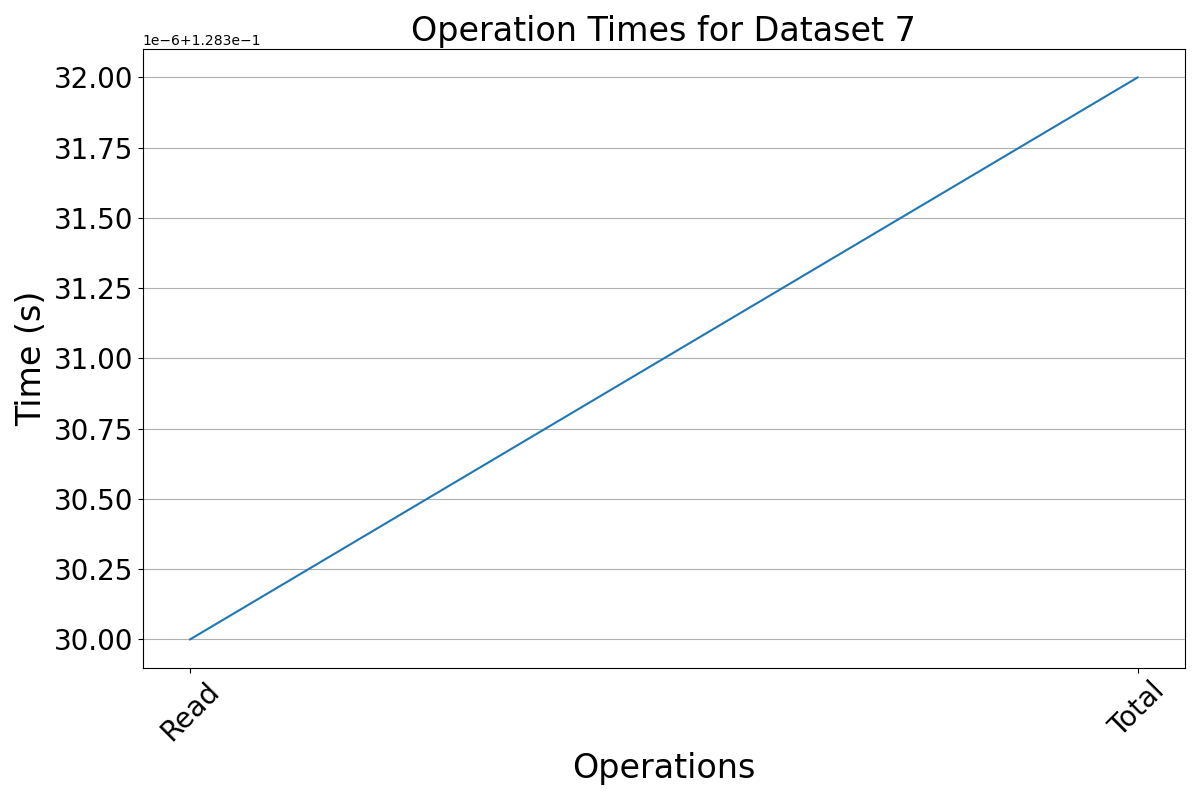 Operation Times for Dataset 7
1e−6+1.283e−1
32.00
31.75
31.50
31.25
31.00
30.75
30.50
30.25
30.00
Time (s)
Read
Total
Operations